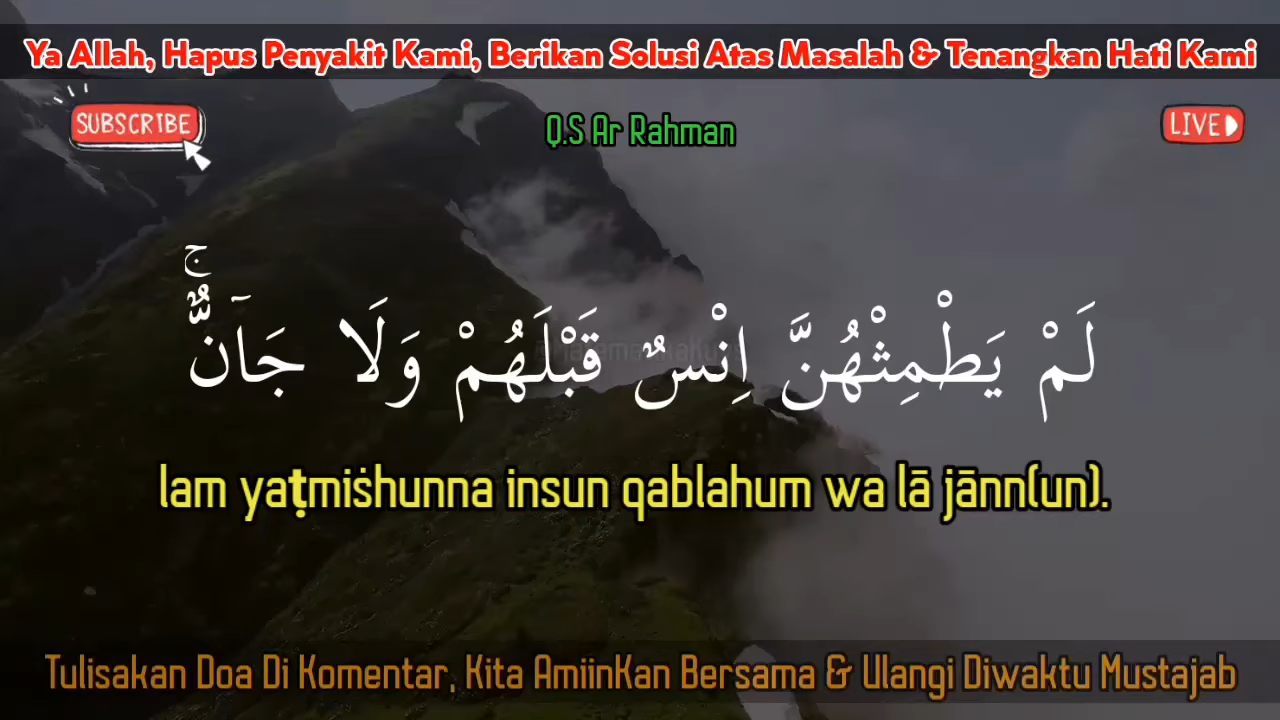 Ya Allah, Hapus Penyakit Kami, Berikan Solusi Atas Masalah & Tenangkan Hati Kami
SUBSCRIBE
Q.S Ar Rahman
LIVE
لَمْ يَطْمِثْهُنَّ اِنْسٌ قَبْلَهُمْ وَلَا جَاۤنٌّۚ
lam yaṭmiṡhunna insun qablahum wa lā jānn(un).
Tulisakan Doa Di Komentar, Kita AmiinKan Bersama & Ulangi Diwaktu Mustajab